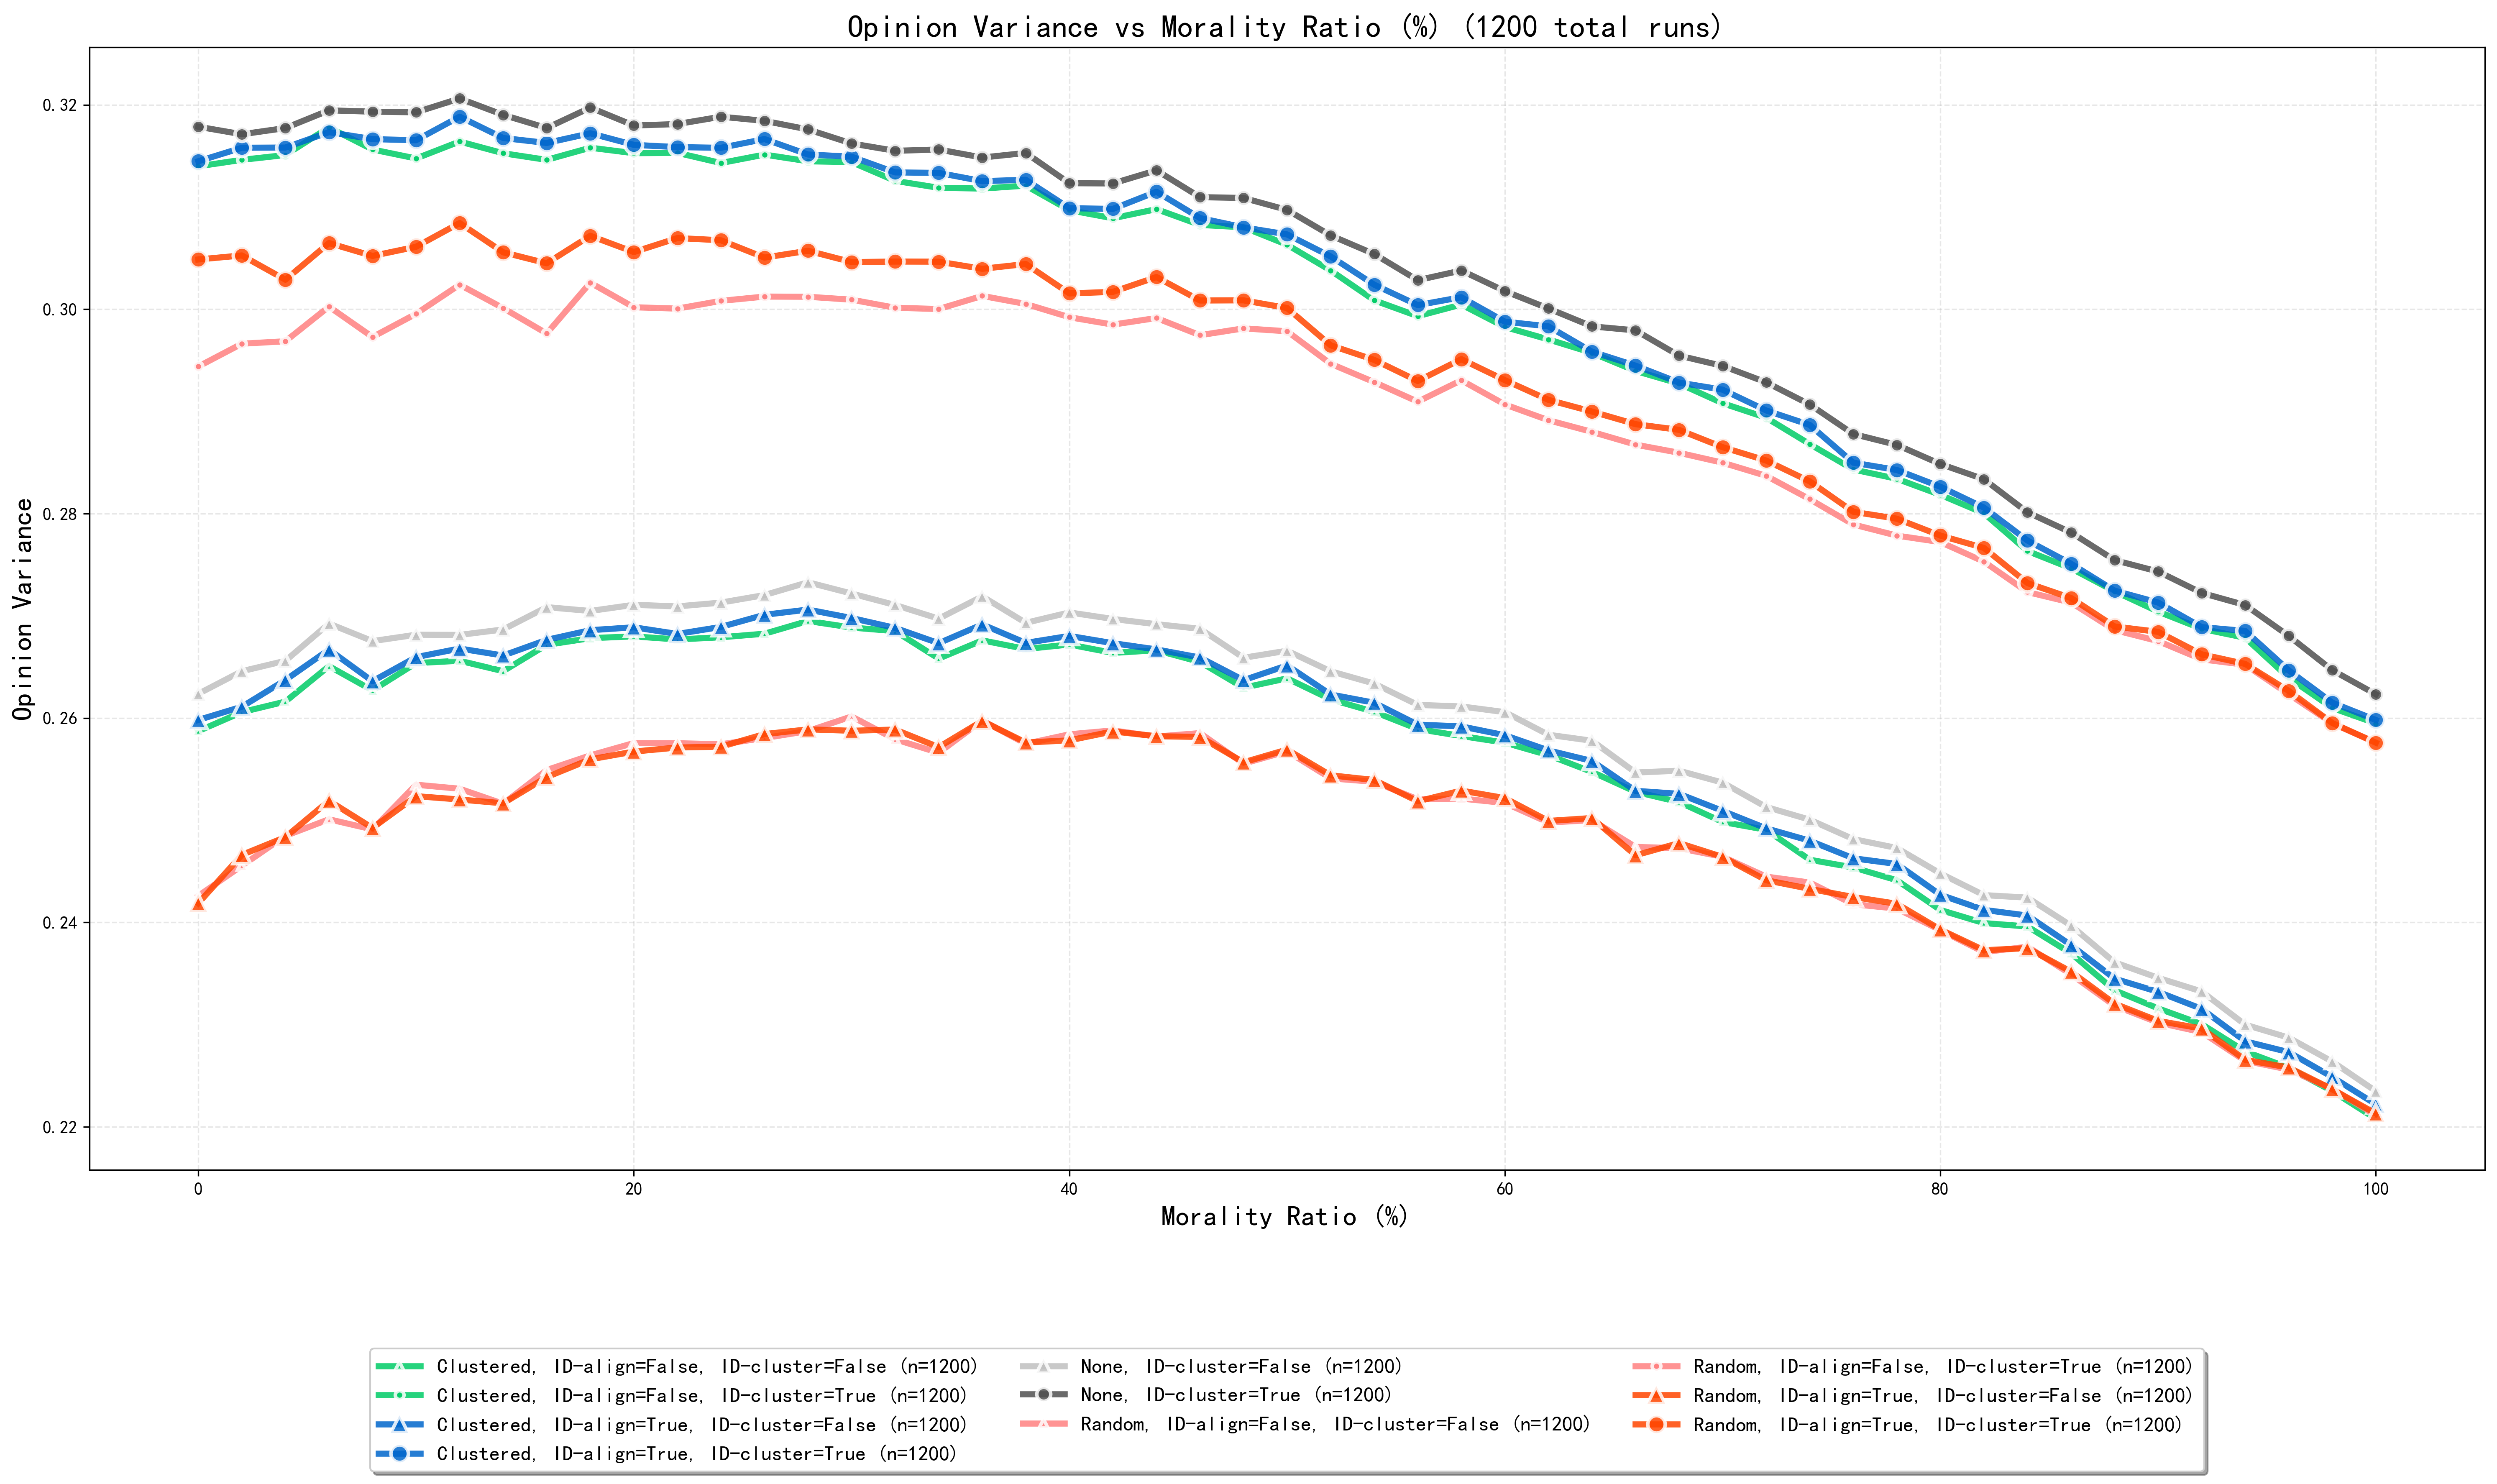 Opinion Variance vs Morality Ratio (%) (1200 total runs)
Opinion Variance
0.32
0.30
0.28
0.26
0.24
0.22
0
20
40
60
80
100
Morality Ratio (%)
Clustered, ID-align=False, ID-cluster=False (n=1200)
Clustered, ID-align=False, ID-cluster=True (n=1200)
Clustered, ID-align=True, ID-cluster=False (n=1200)
Clustered, ID-align=True, ID-cluster=True (n=1200)
None, ID-cluster=False (n=1200)
None, ID-cluster=True (n=1200)
Random, ID-align=False, ID-cluster=False (n=1200)
Random, ID-align=False, ID-cluster=True (n=1200)
Random, ID-align=True, ID-cluster=False (n=1200)
Random, ID-align=True, ID-cluster=True (n=1200)